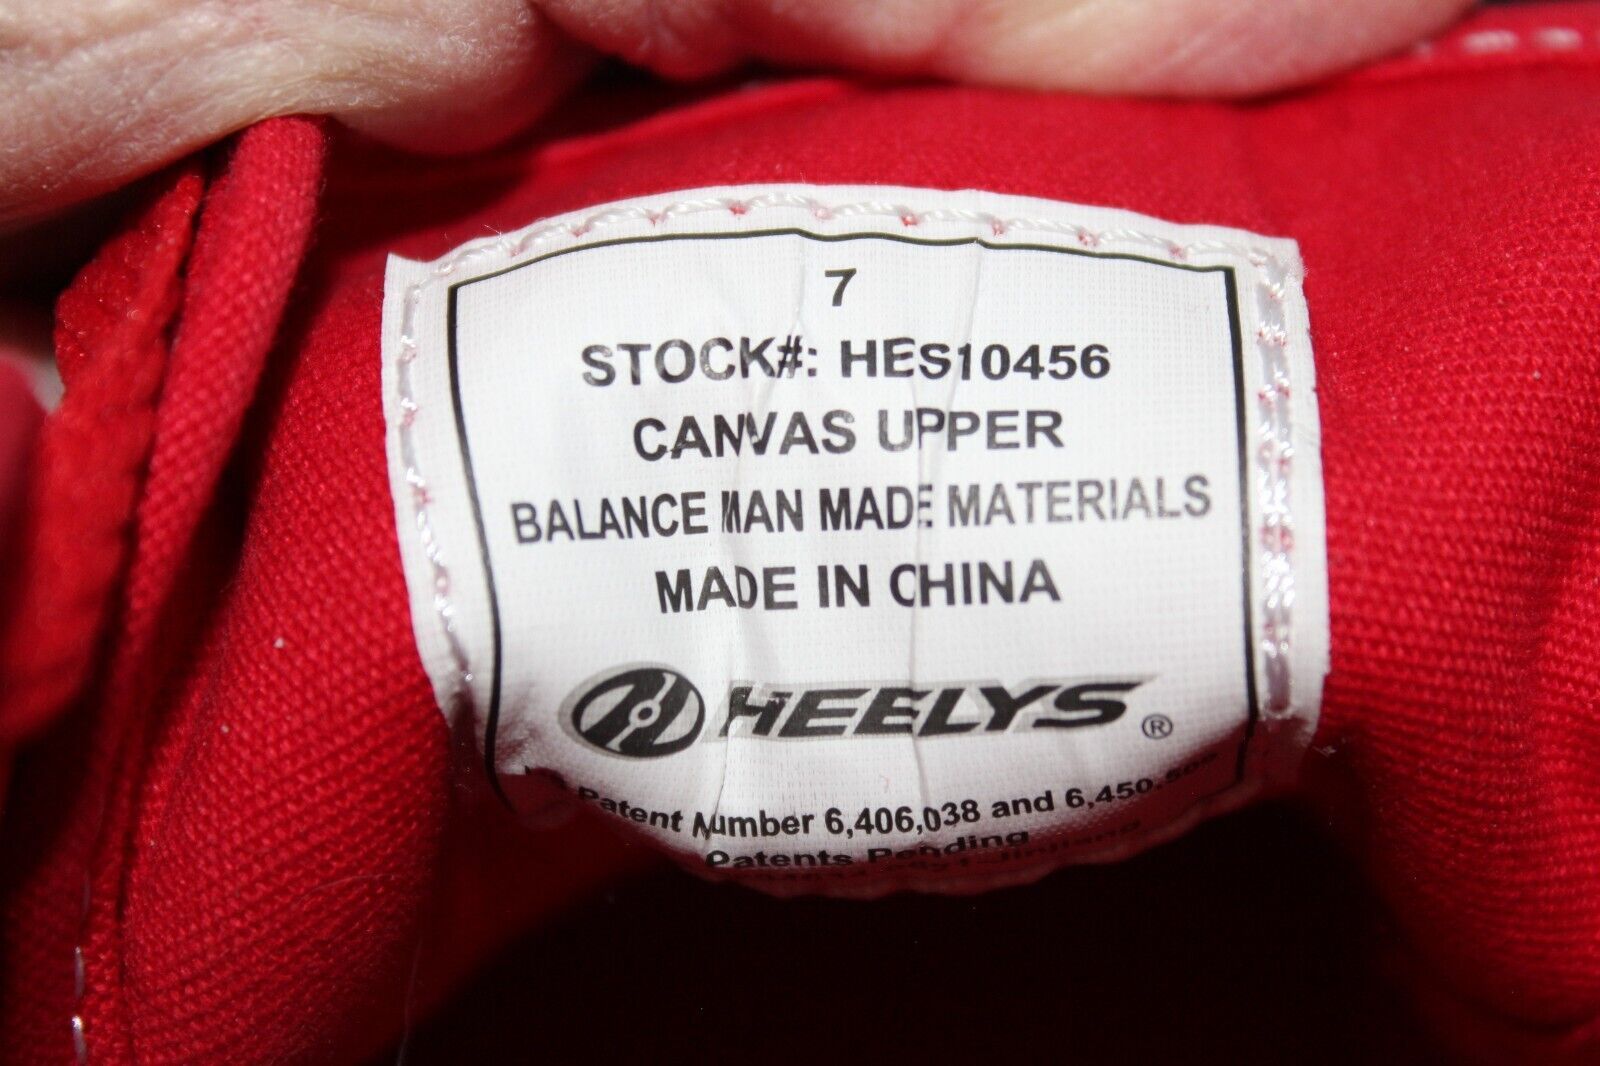 7
STOCK#: HES10456
CANVAS UPPER
BALANCE MAN MADE MATERIALS
MADE IN CHINA
HEELYS ®
Patent Number 6,406,038 and
Patents Pending